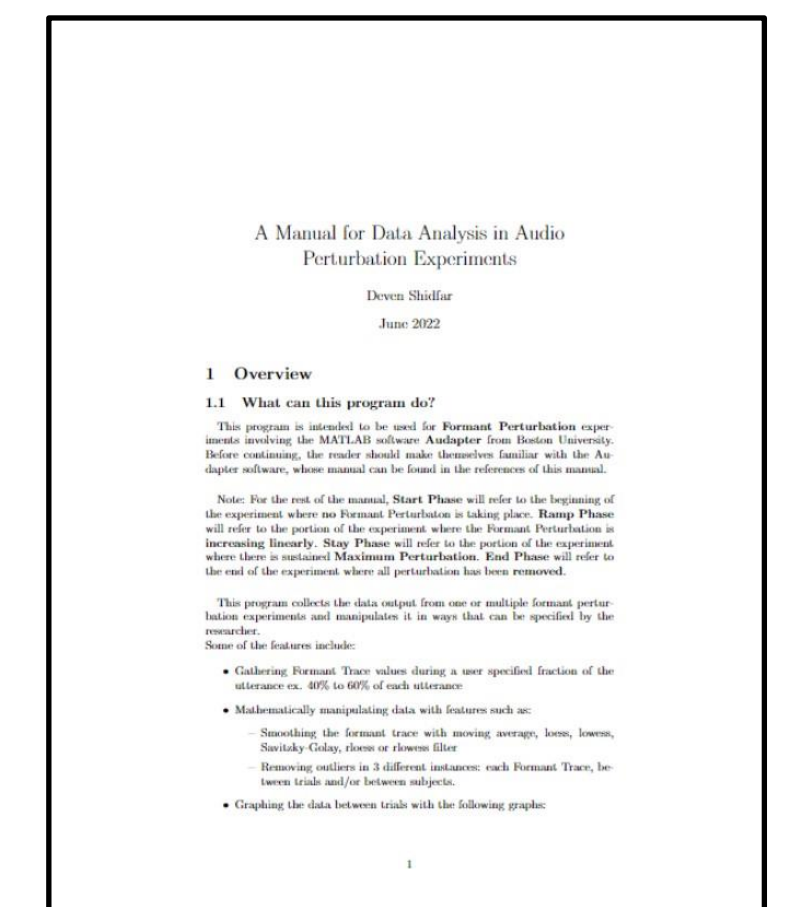 A Manual for Data Analysis in Audio
Perturbation Experiments
Deven Shidfar
June 2022
1 Overview
1.1 What can this program do?
This program is intended to be used for Formant Perturbation exper-
iments involving the MATLAB software Audapter from Boston University.
Before continuing, the reader should make themselves familiar with the Au-
dapter software, whose manual can be found in the references of this manual.
Note: For the rest of the manual, Start Phase will refer to the beginning of
the experiment where no Formant Perturbaton is taking place. Ramp Phase
will refer to the portion of the experiment where the Formant Perturbation is
increasing linearly. Stay Phase will refer to the portion of the experiment
where there is sustained Maximum Perturbation. End Phase will refer to
the end of the experiment where all perturbation has been removed.
This program collects the data output from one or multiple formant pertur-
bation experiments and manipulates it in ways that can be specified by the
researcher.
Some of the features include:
• Gathering Formant Trace values during a user specified fraction of the
utterance ex. 40% to 60% of each utterance
• Mathematically manipulating data with features such as:
– Smoothing the formant trace with moving average, loess, lowess,
Savitzky-Golay, rloess or rlowess filter
– Removing outliers in 3 different instances: each Formant Trace, be-
tween trials and/or between subjects.
• Graphing the data between trials with the following graphs:
1